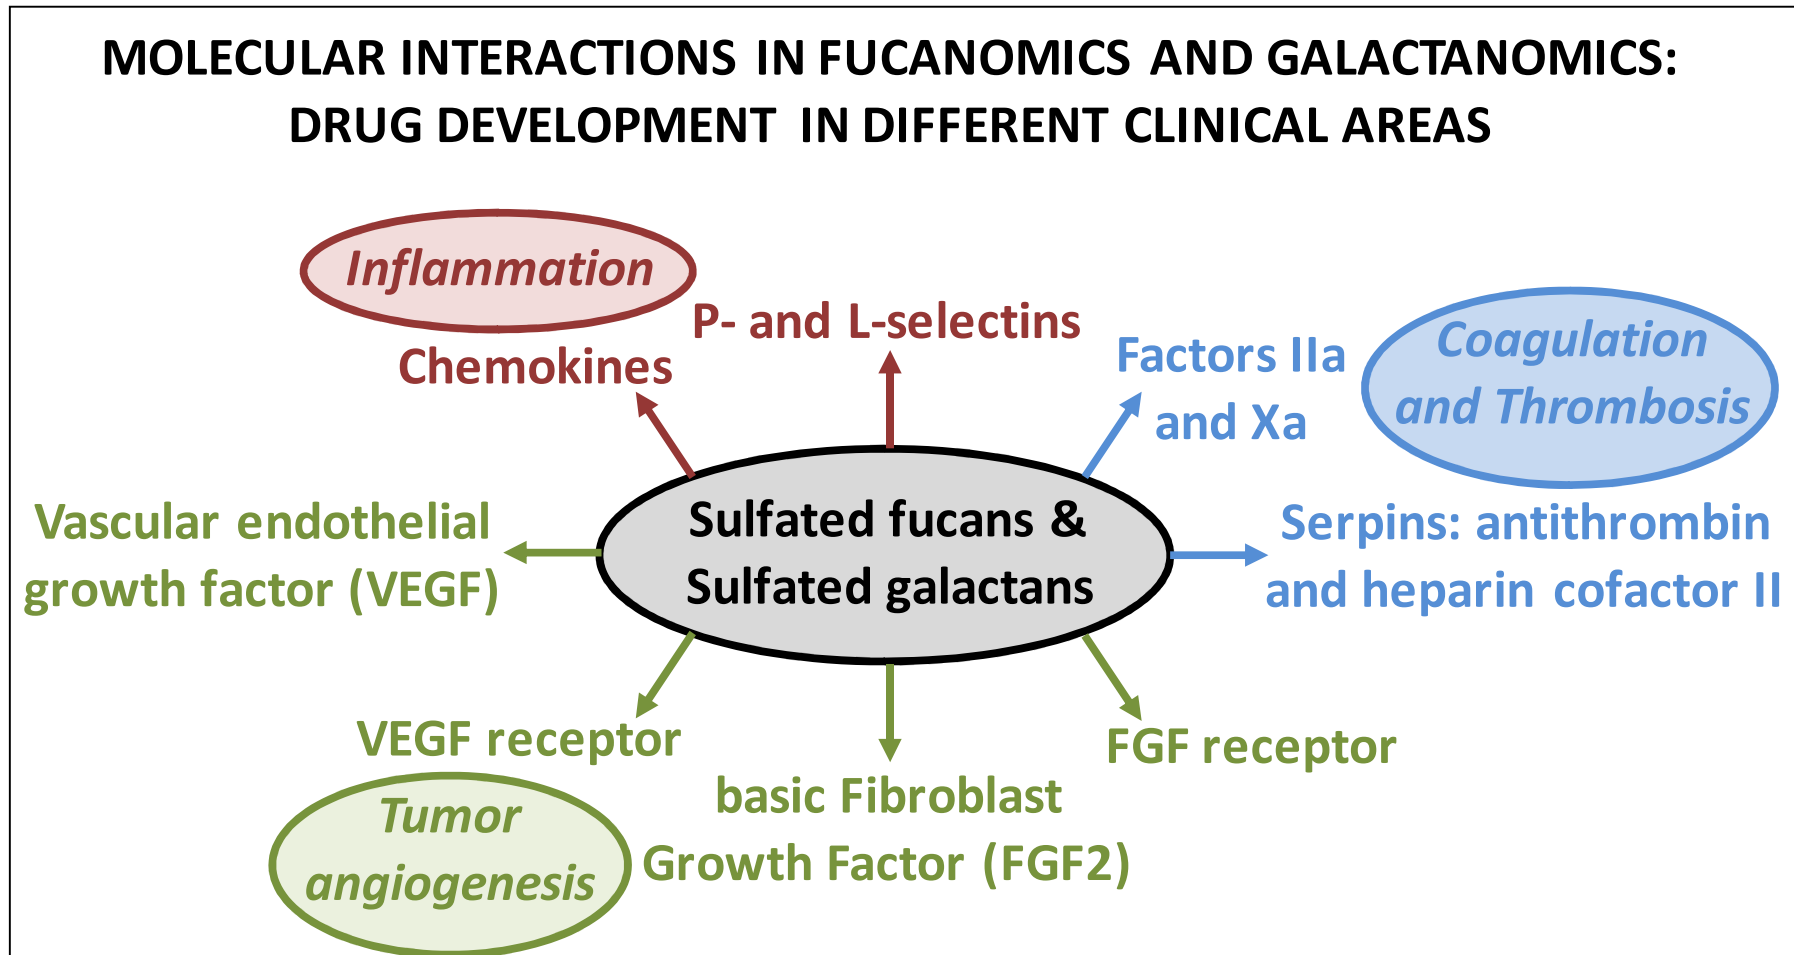 MOLECULAR INTERACTIONS IN FUCANOMICS AND GALACTANOMICS:
DRUG DEVELOPMENT IN DIFFERENT CLINICAL AREAS
Inflammation
P- and L-selectins
Chemokines
Factors IIa
and Xa
Coagulation
and Thrombosis
Vascular endothelial
growth factor (VEGF)
Sulfated fucans &
Sulfated galactans
Serpins: antithrombin
and heparin cofactor II
VEGF receptor
FGF receptor
Tumor
angiogenesis
basic Fibroblast
Growth Factor (FGF2)